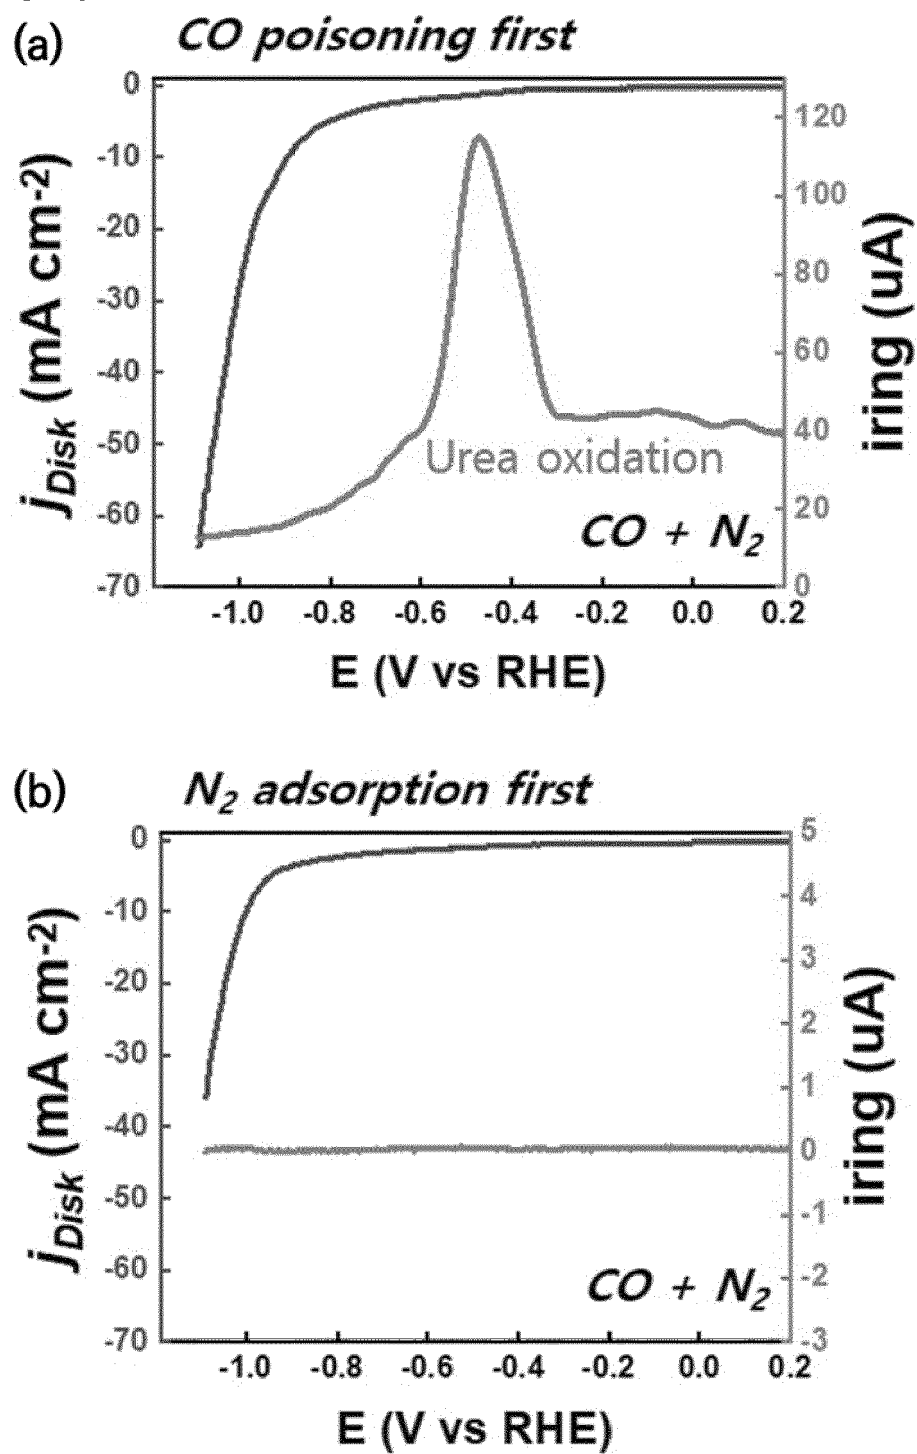 (a)
CO poisoning first
0
-10
-20
-30
-40
-50
-60
-70
jDisk (mA cm-2)
120
100
80
60
40
20
0
iring (uA)
Urea oxidation
CO + N2
-1.0 -0.8 -0.6 -0.4 -0.2 0.0 0.2
E (V vs RHE)
(b)
N2 adsorption first
0
-10
-20
-30
-40
-50
-60
-70
jDisk (mA cm-2)
5
4
3
2
1
0
-1
-2
-3
iring (uA)
CO + N2
-1.0 -0.8 -0.6 -0.4 -0.2 0.0 0.2
E (V vs RHE)